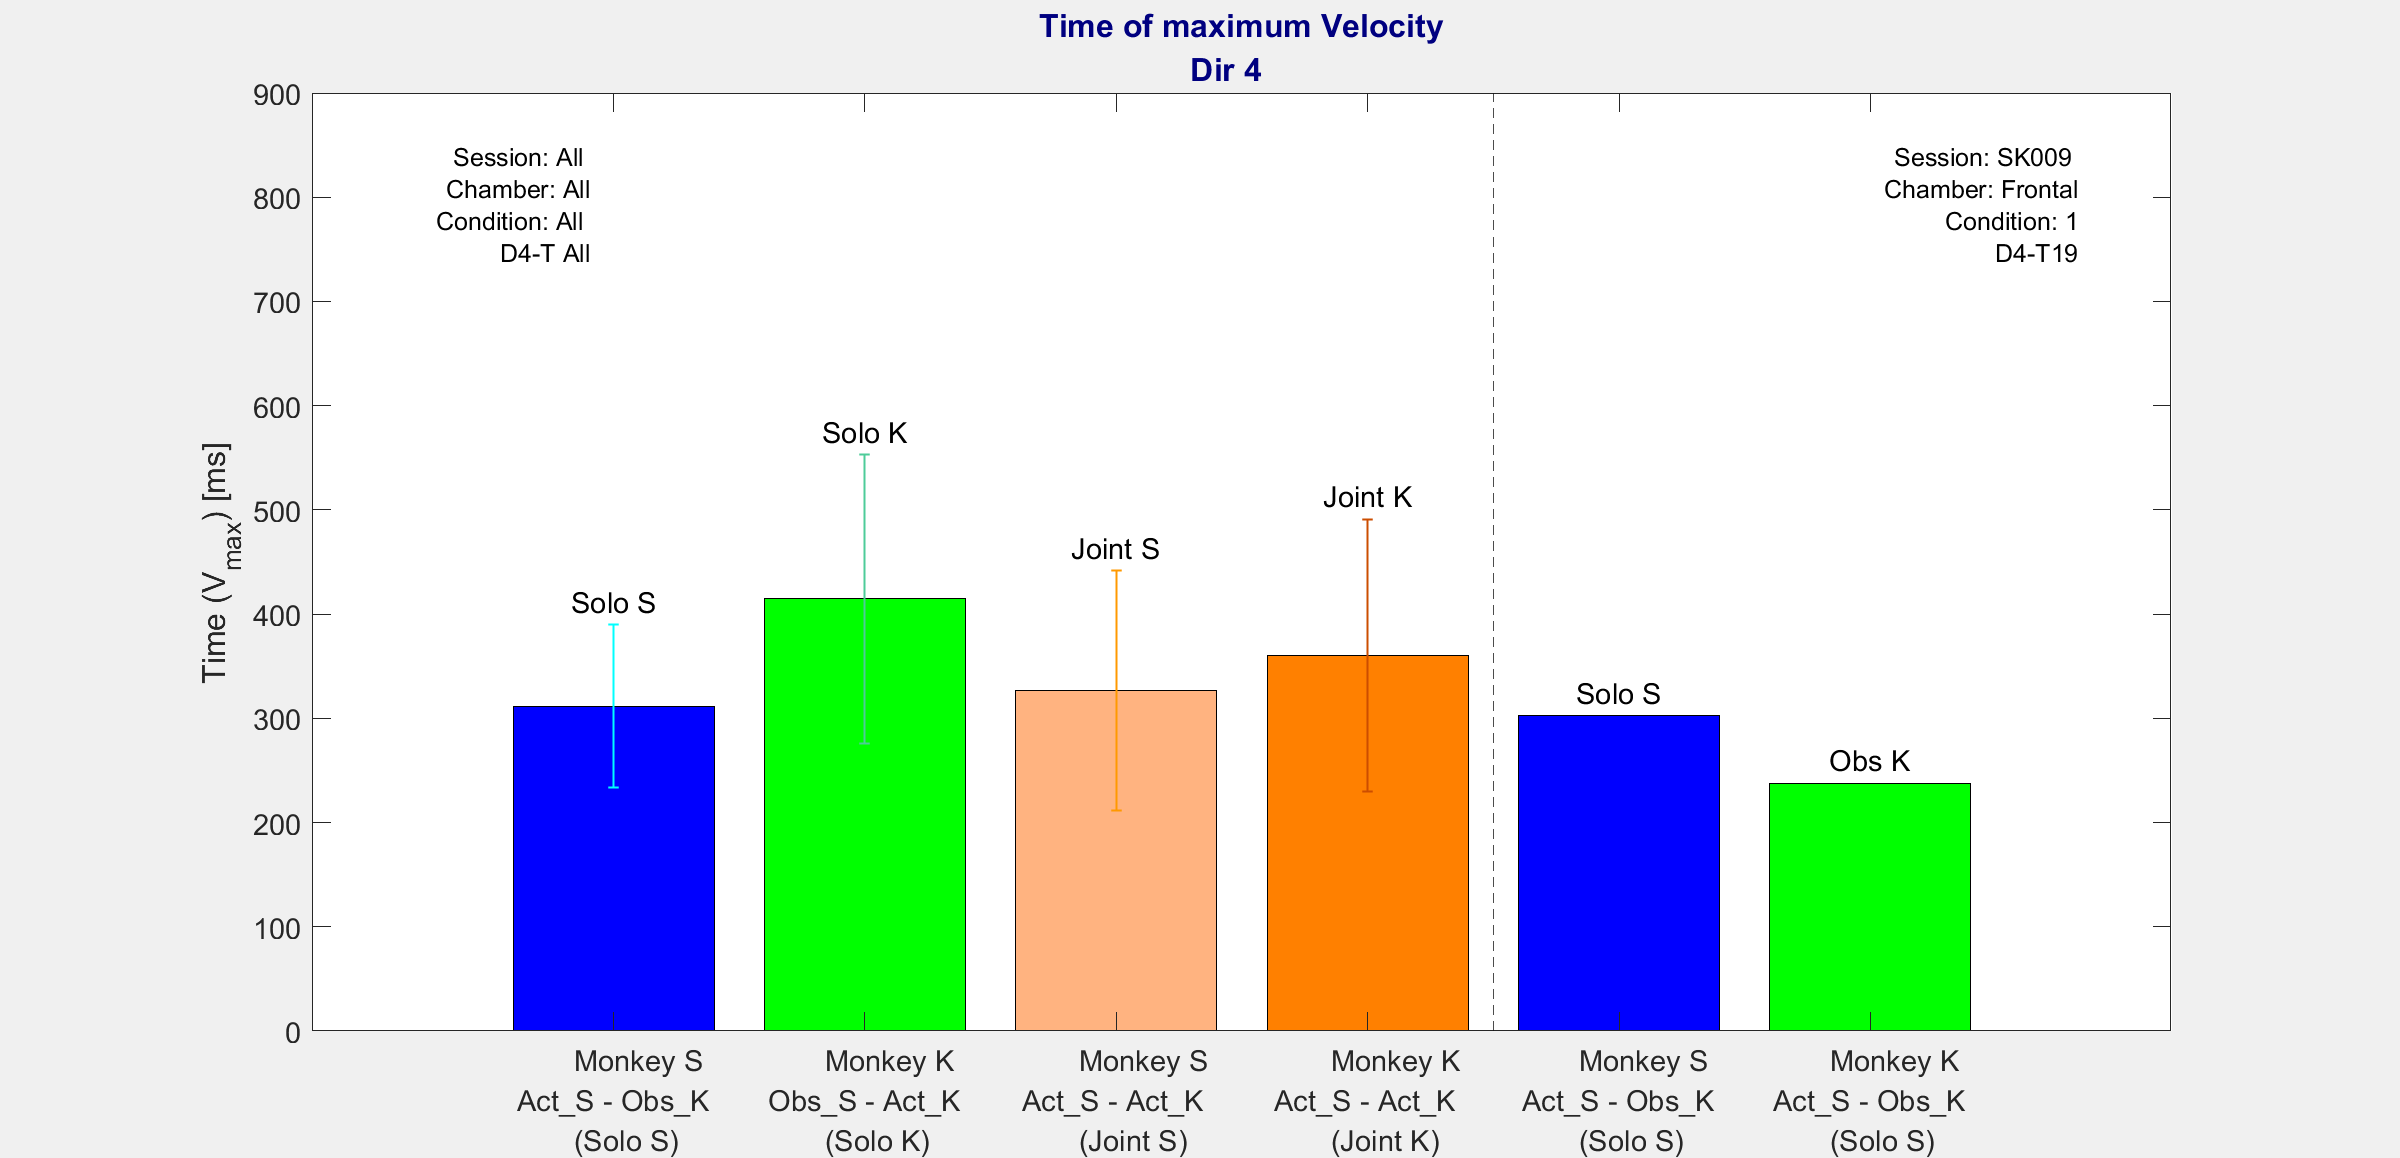 Time of maximum Velocity
Dir 4
900
800
700
600
500
400
300
200
100
0
Time (Vmax) [ms]
Session: All
Chamber: All
Condition: All
D4-T All
Session: SK009
Chamber: Frontal
Condition: 1
D4-T19
Solo S
Solo K
Joint S
Joint K
Solo S
Obs K
Monkey S
Act_S - Obs_K
(Solo S)
Monkey K
Obs_S - Act_K
(Solo K)
Monkey S
Act_S - Act_K
(Joint S)
Monkey K
Act_S - Act_K
(Joint K)
Monkey S
Act_S - Obs_K
(Solo S)
Monkey K
Act_S - Obs_K
(Solo S)